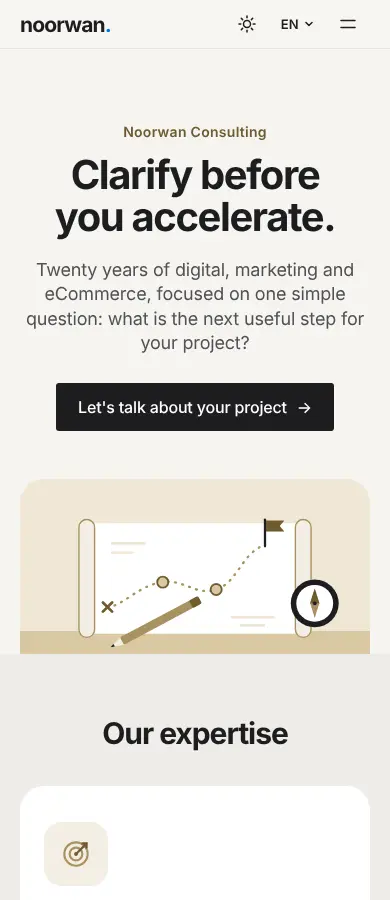 noorwan.
EN
Noorwan Consulting
Clarify before
you accelerate.
Twenty years of digital, marketing and
eCommerce, focused on one simple
question: what is the next useful step for
your project?
Let's talk about your project →
Our expertise